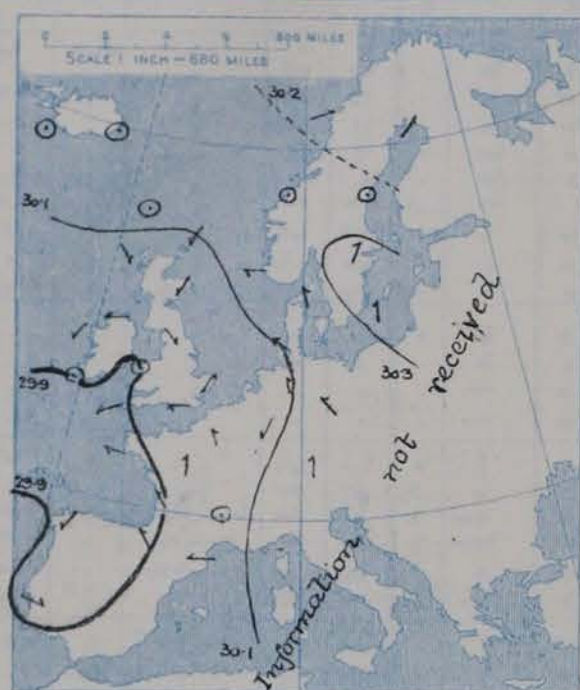 0 2 4 6 800 MILES
SCALE 1 INCH = 680 MILES
30·2
30·1
29·9
30·3
29·9
30·1
Information not received